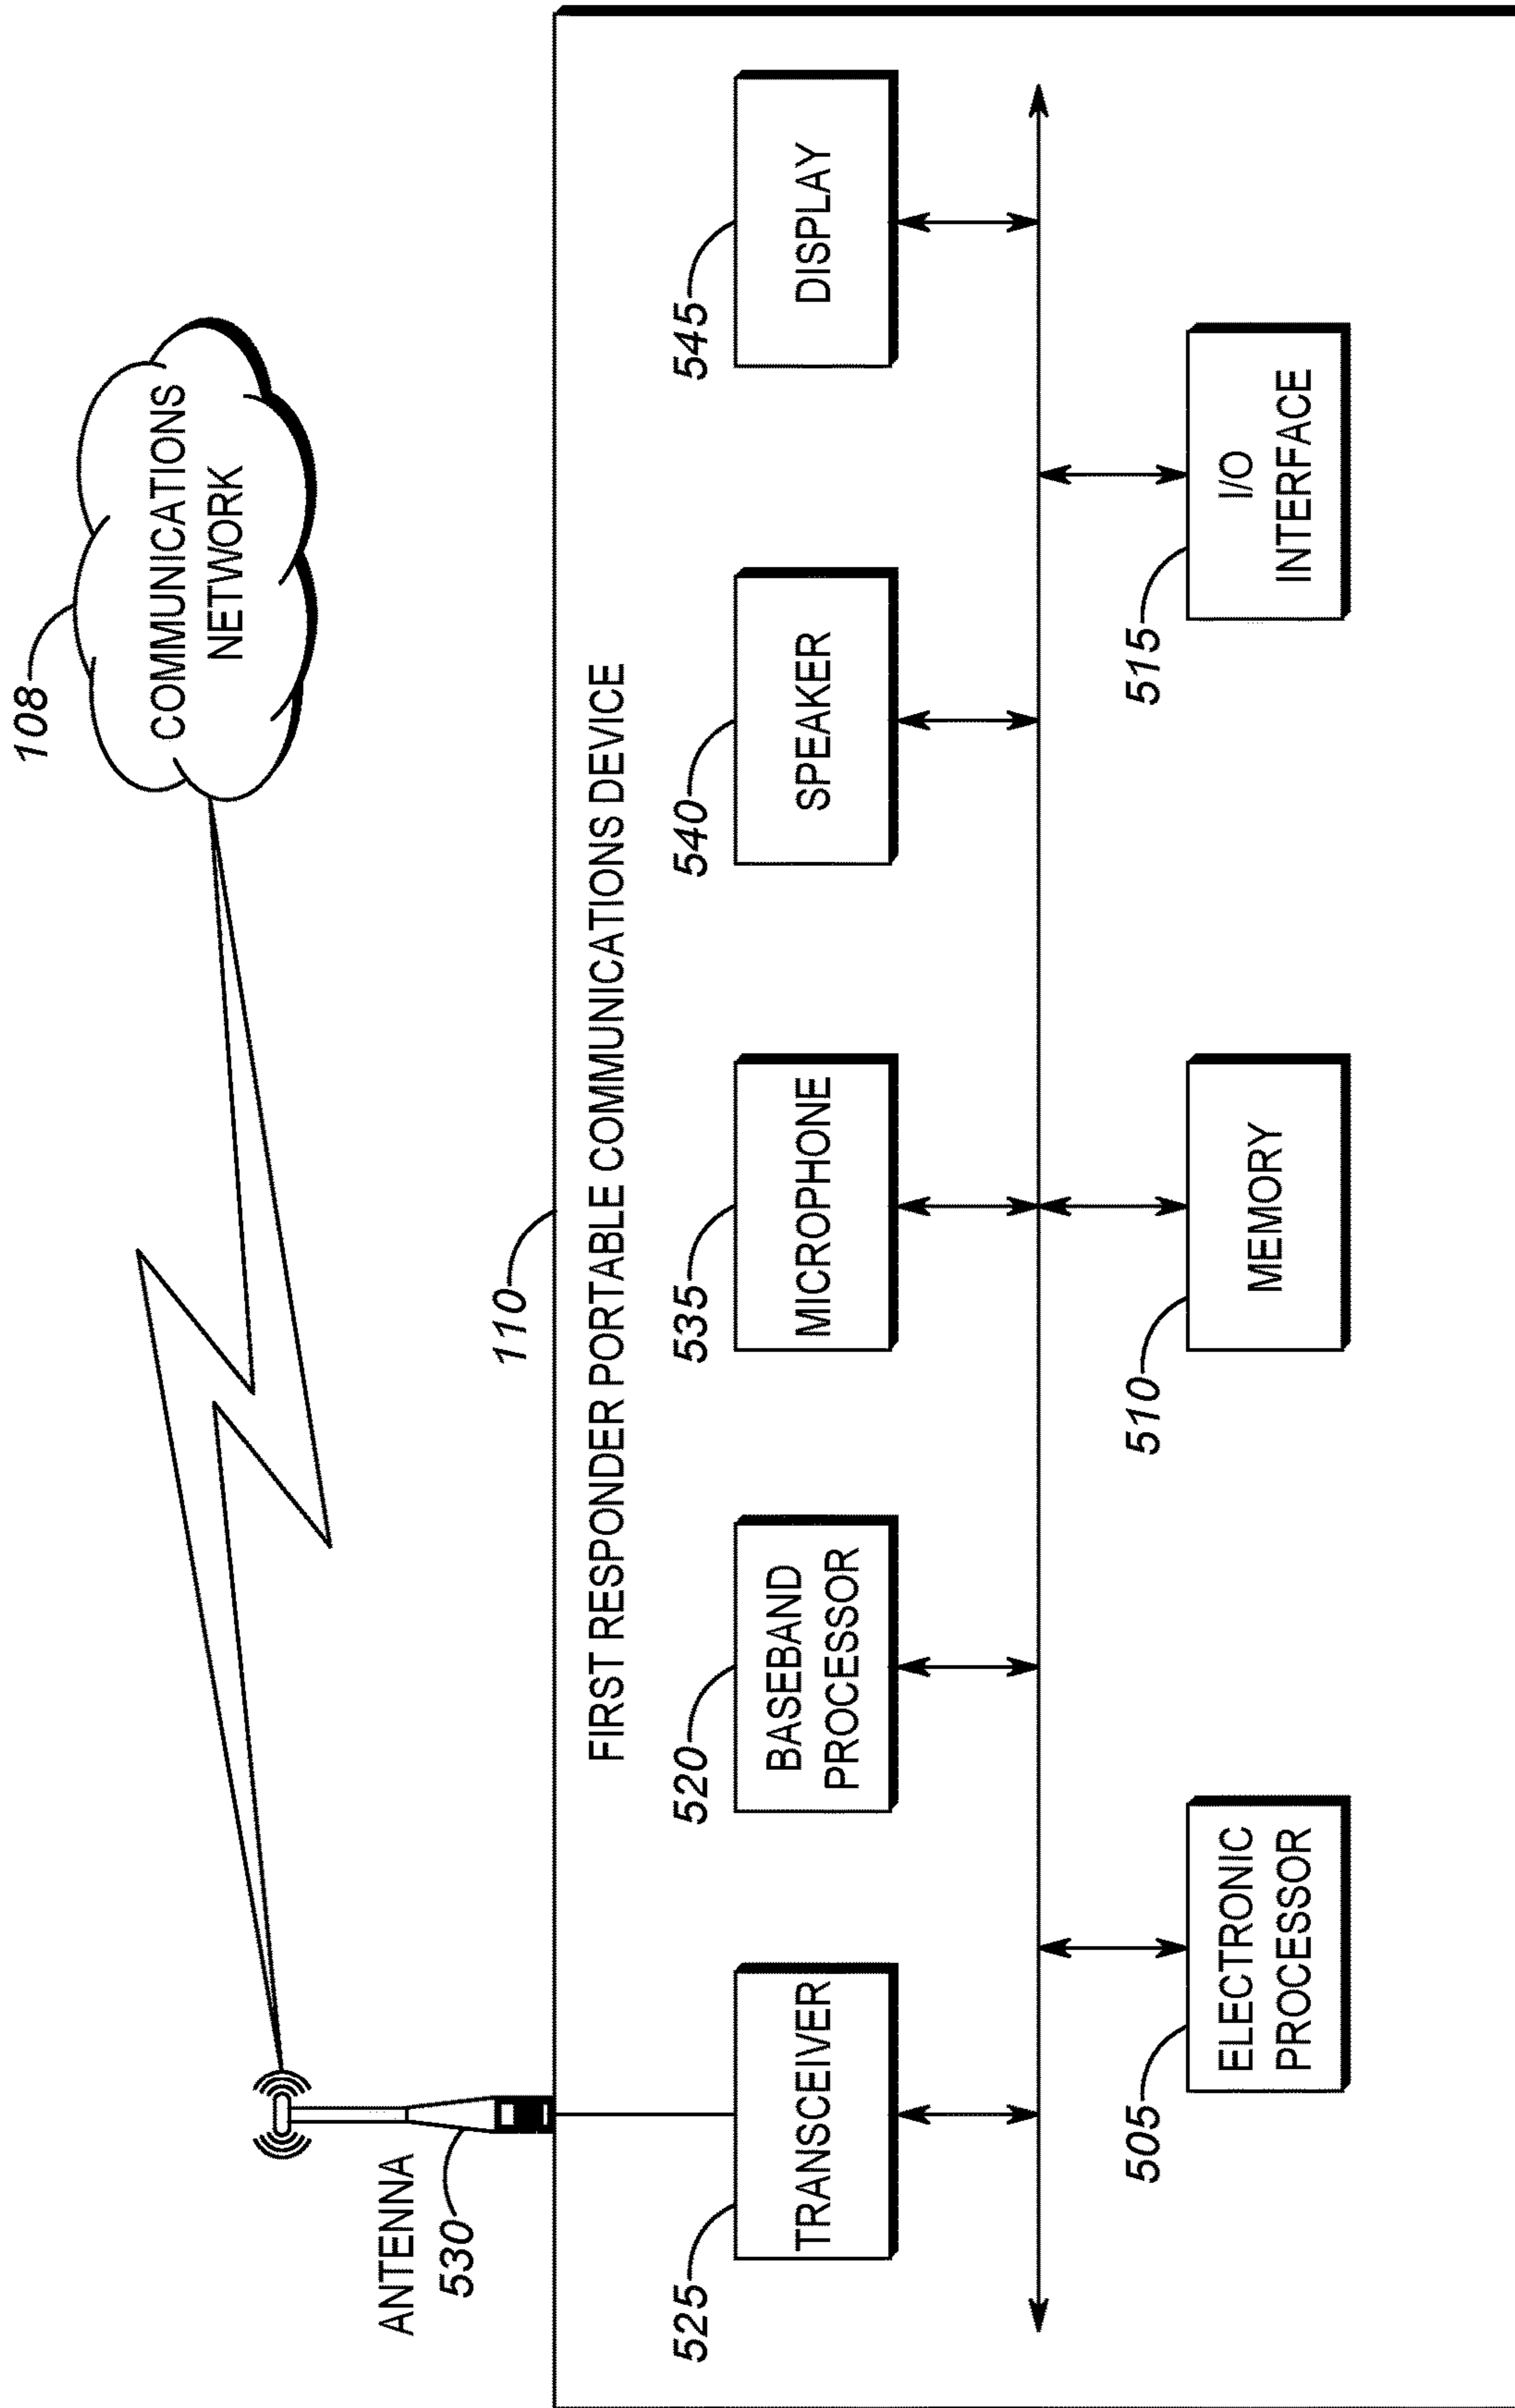 108
COMMUNICATIONS
NETWORK
ANTENNA
530
110
FIRST RESPONDER PORTABLE COMMUNICATIONS DEVICE
525
TRANSCEIVER
520
BASEBAND
PROCESSOR
535
MICROPHONE
540
SPEAKER
545
DISPLAY
505
ELECTRONIC
PROCESSOR
510
MEMORY
515
I/O
INTERFACE